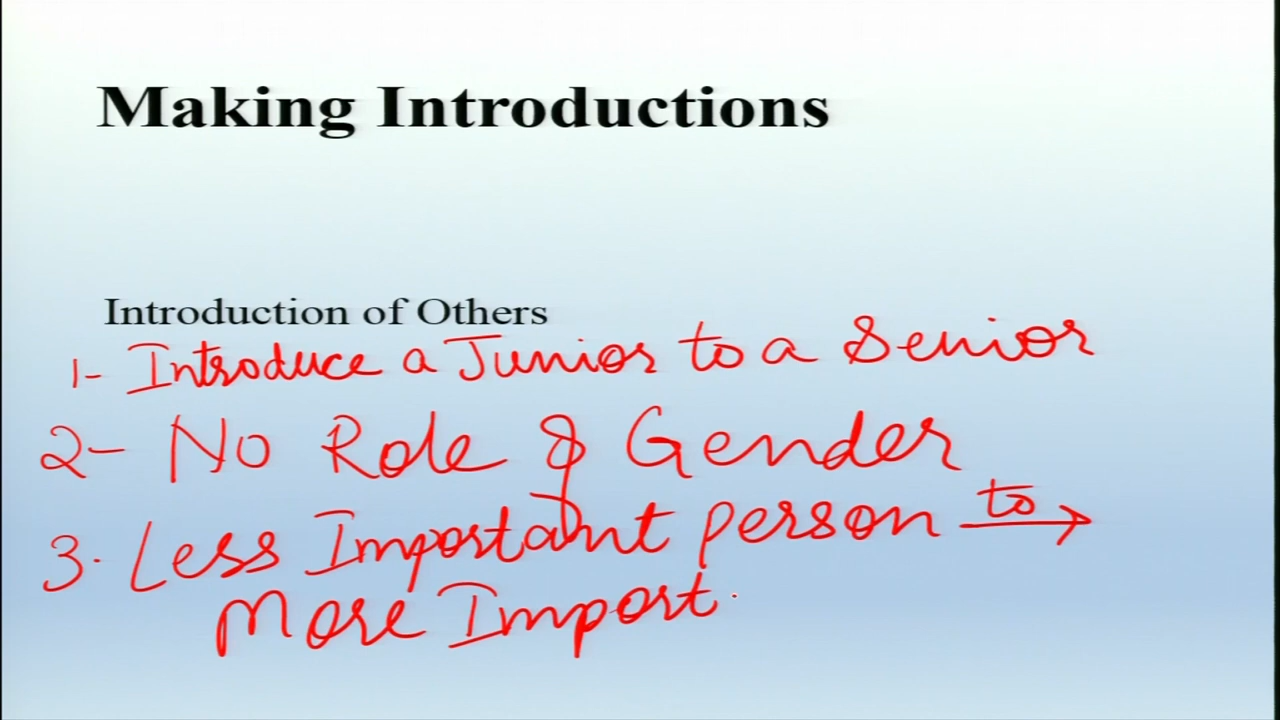 Making Introductions
Introduction of Others
1- Introduce a Junior to a Senior
2- No Role of Gender
3. Less Important person to →
More Import.